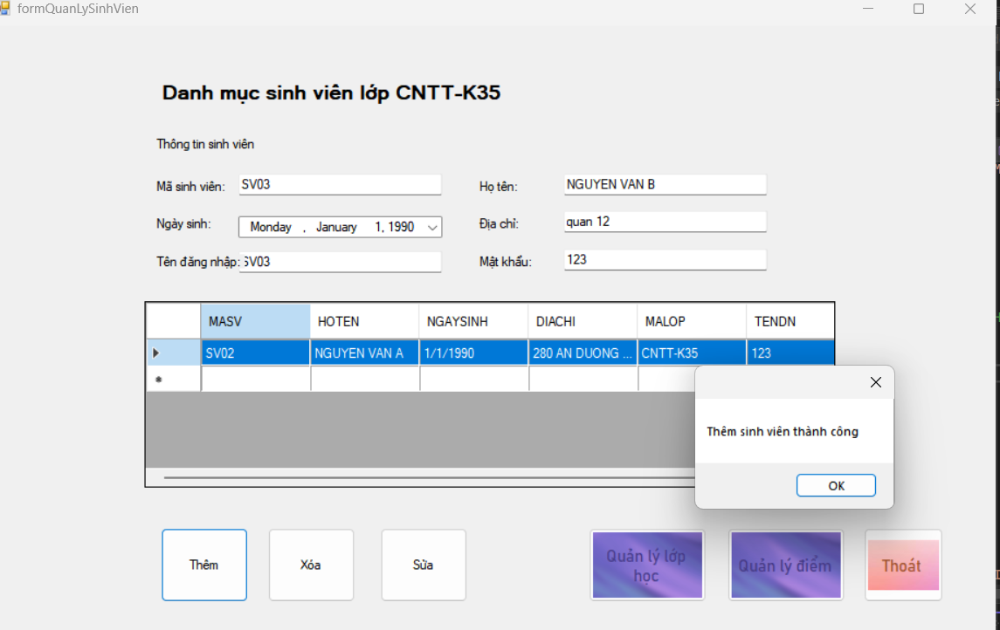 formQuanLySinhVien
Danh mục sinh viên lớp CNTT-K35
Thông tin sinh viên
Mã sinh viên: SV03 Họ tên: NGUYEN VAN B
Ngày sinh: Monday , January 1, 1990 Địa chỉ: quan 12
Tên đăng nhập: SV03 Mật khẩu: 123
MASV HOTEN NGAYSINH DIACHI MALOP TENDN
SV02 NGUYEN VAN A 1/1/1990 280 AN DUONG ... CNTT-K35 123
Thêm sinh viên thành công
OK
Thêm Xóa Sửa Quản lý lớp học Quản lý điểm Thoát